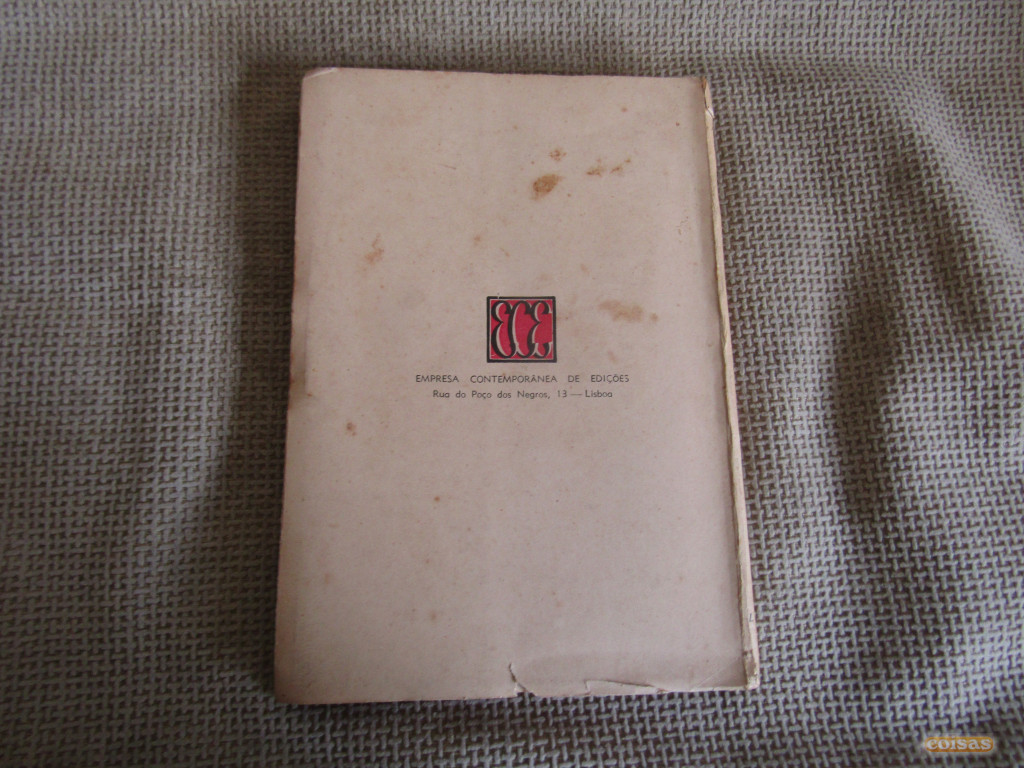 ECE
EMPRESA CONTEMPORÂNEA DE EDIÇÕES
Rua do Poço dos Negros, 13 — Lisboa
coisas